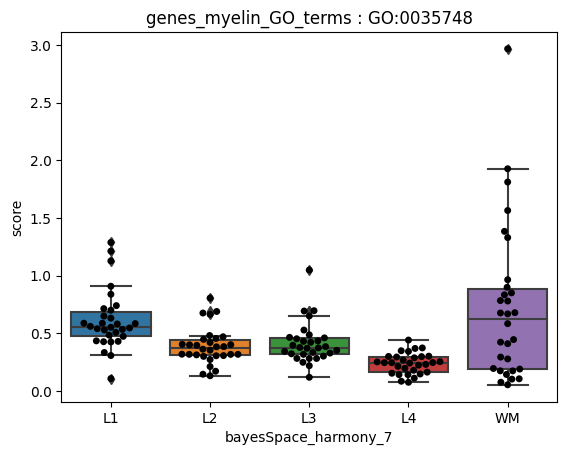 genes_myelin_GO_terms : GO:0035748
score
3.0
2.5
2.0
1.5
1.0
0.5
0.0
L1 L2 L3 L4 WM
bayesSpace_harmony_7